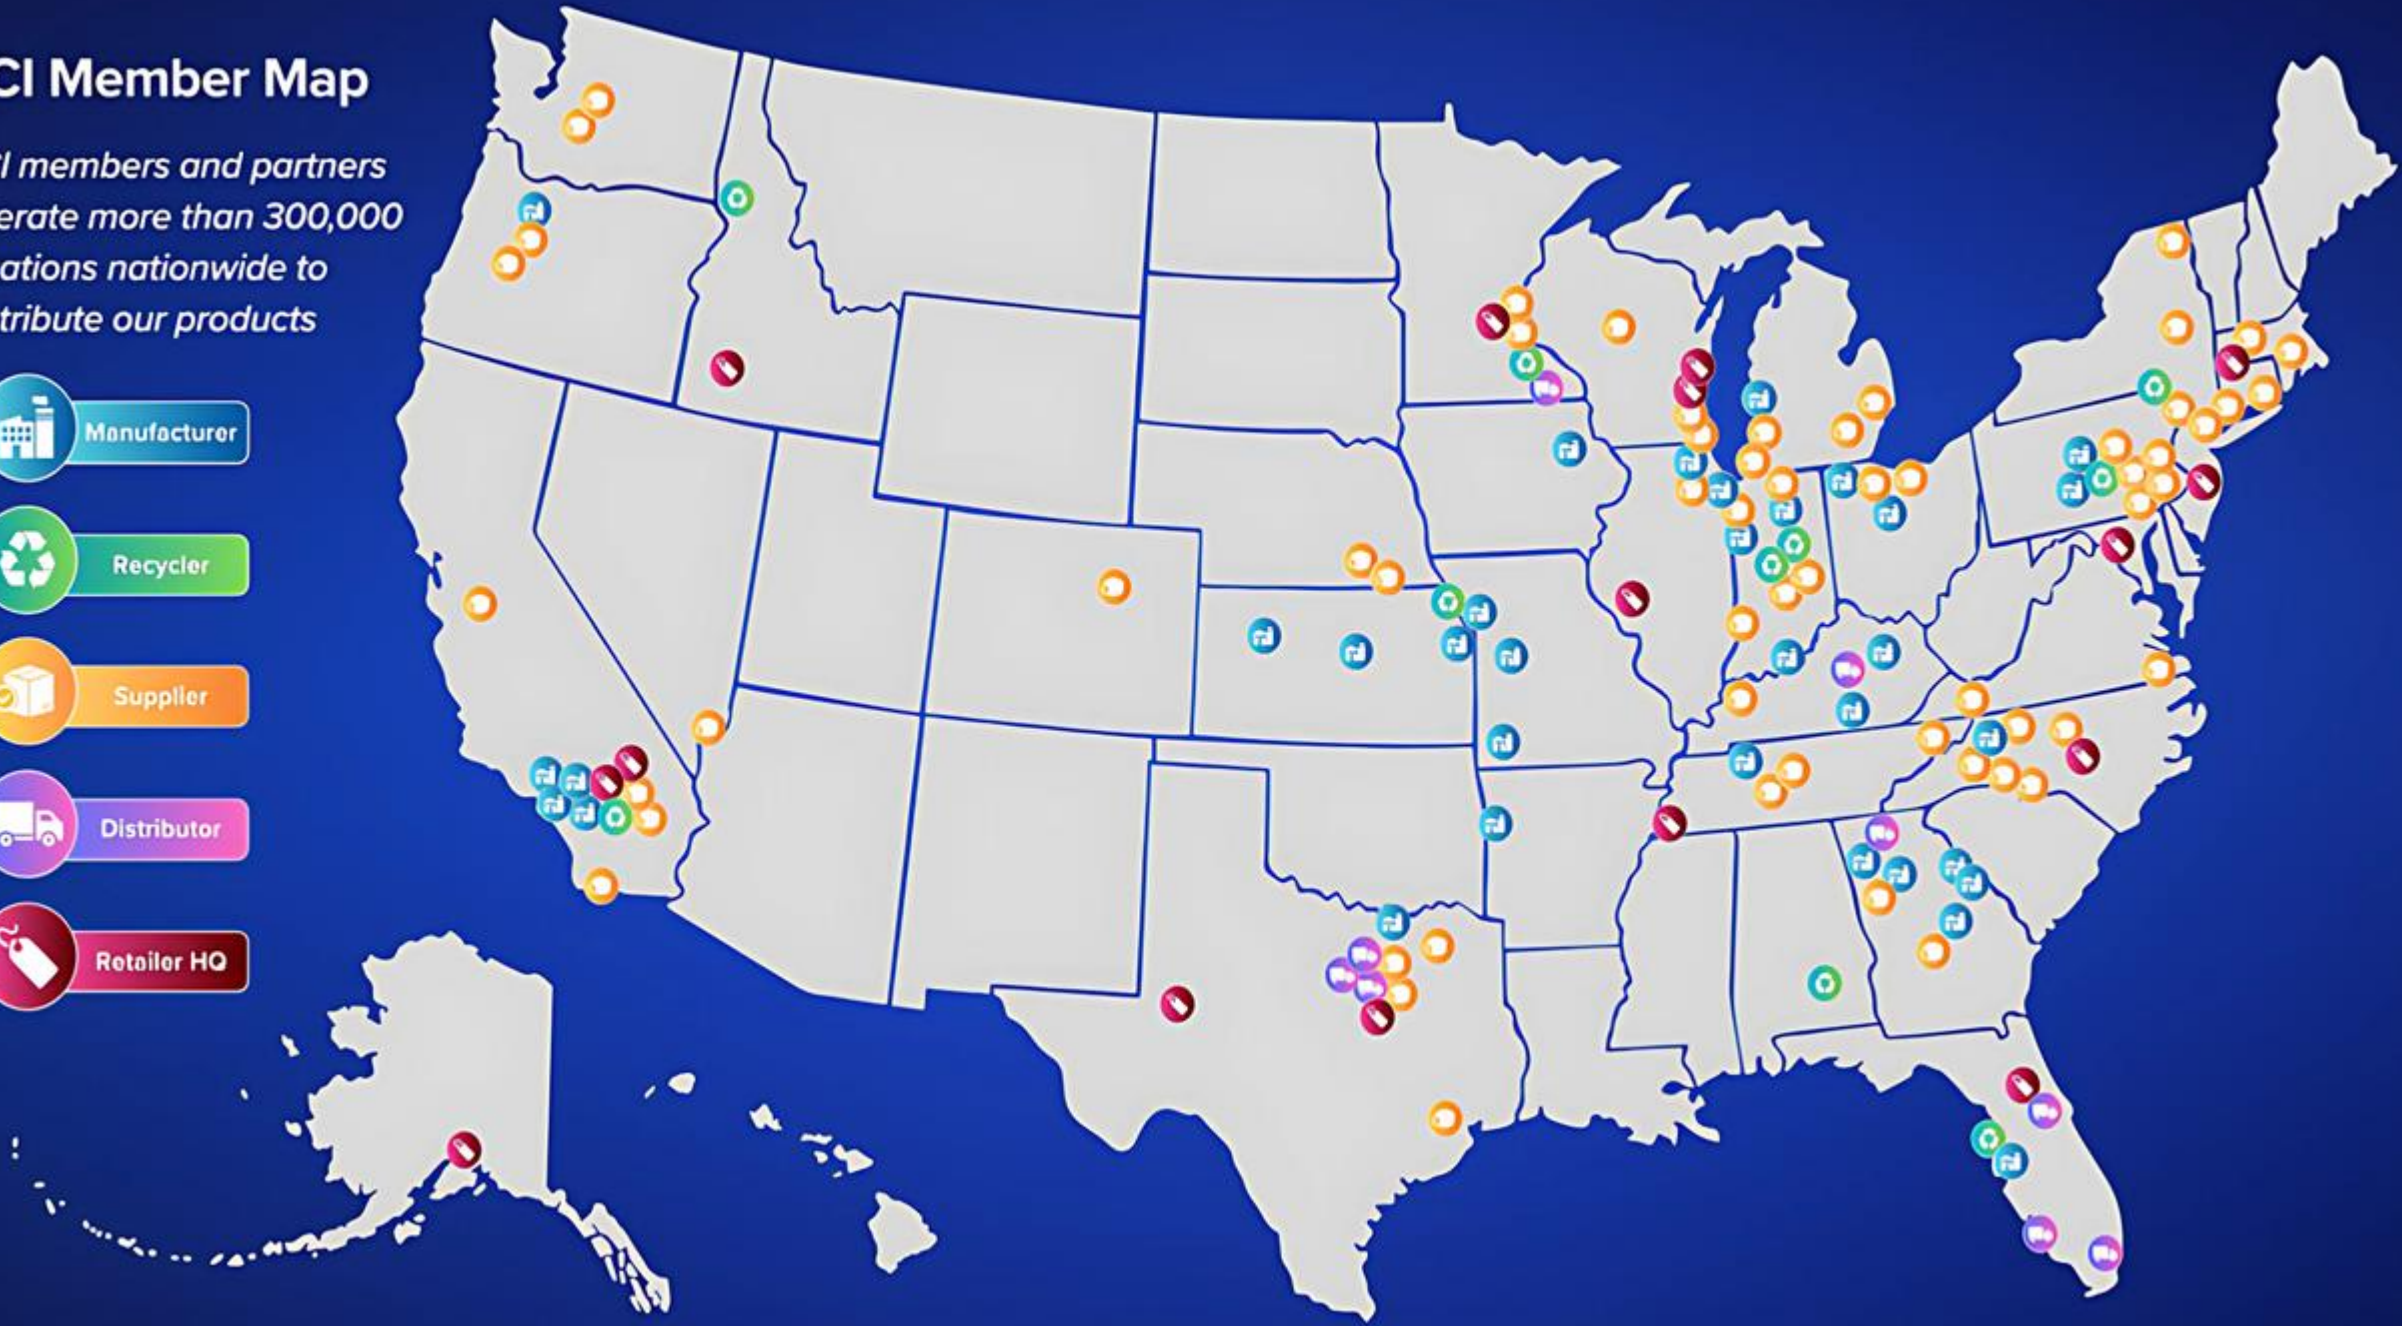 CI Member Map
I members and partners
erate more than 300,000
ations nationwide to
tribute our products
Manufacturer
Recycler
Supplier
Distributor
Retailer HQ